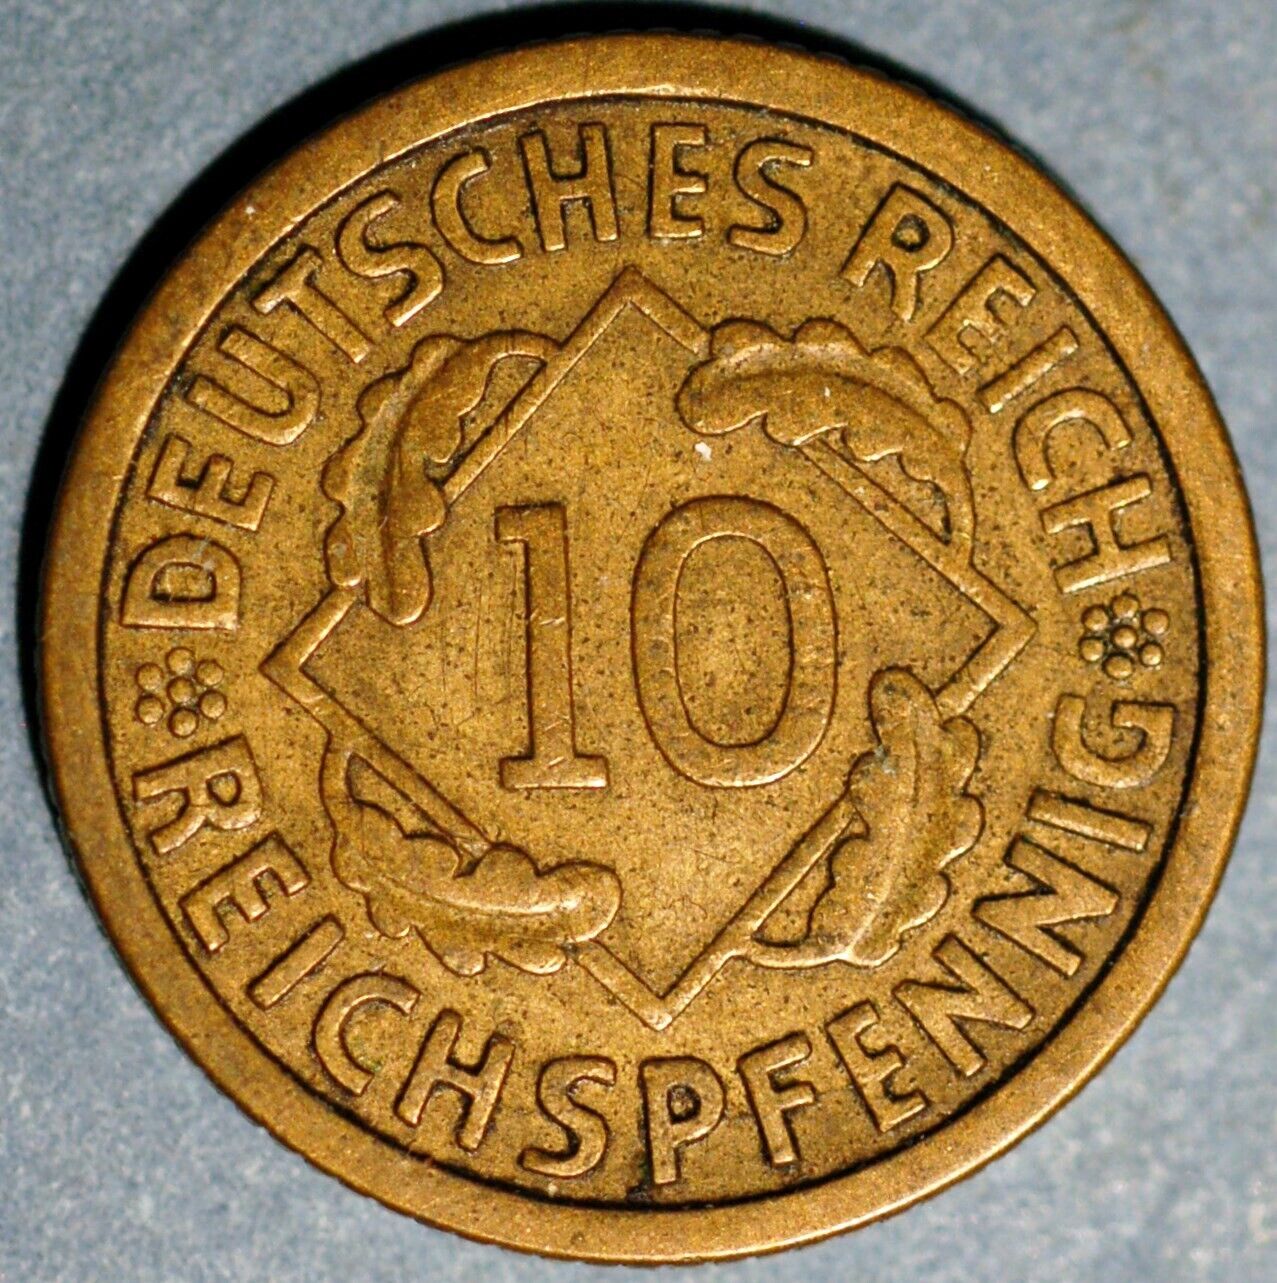 DEUTSCHES REICH
10
REICHSPFENNIG